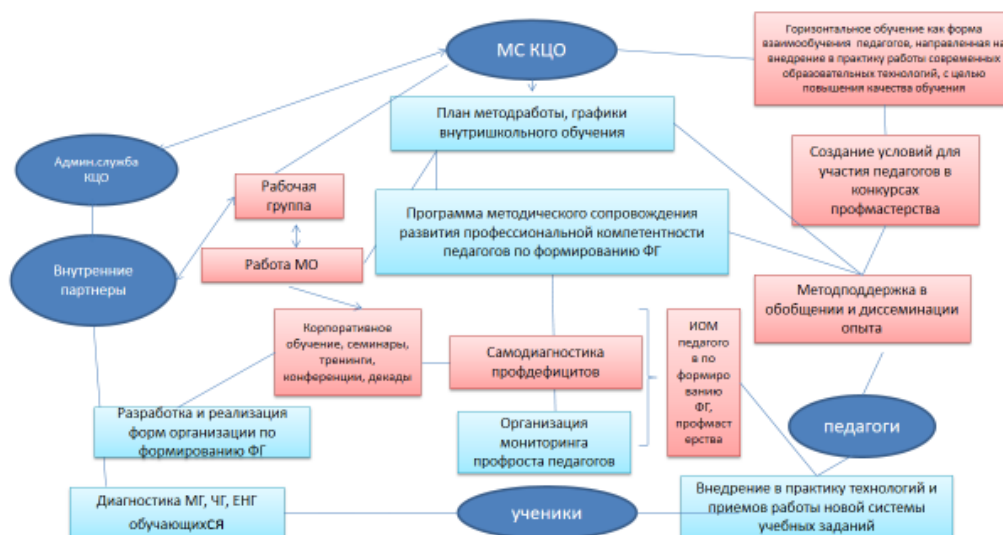 МС КЦО
Горизонтальное обучение как форма
взаимообучения педагогов, направленная на
внедрение в практику работы современных
образовательных технологий, с целью
повышения качества обучения
План методработы, графики
внутришкольного обучения
Админ.служба
КЦО
Создание условий для
участия педагогов в
конкурсах
профмастерства
Рабочая
группа
Программа методического сопровождения
развития профессиональной компетентности
педагогов по формированию ФГ
Работа МО
Внутренние
партнеры
Методподдержка в
обобщении и диссеминации
опыта
Корпоративное
обучение, семинары,
тренинги,
конференции, декады
Самодиагностика
профдефицитов
ИОМ
педагого
в по
формиро
ванию
ФГ,
профмаст
ерства
Разработка и реализация
форм организации по
формированию ФГ
Организация
мониторинга
профроста педагогов
педагоги
Диагностика МГ, ЧГ, ЕНГ
обучающихся
ученики
Внедрение в практику технологий и
приемов работы новой системы
учебных заданий